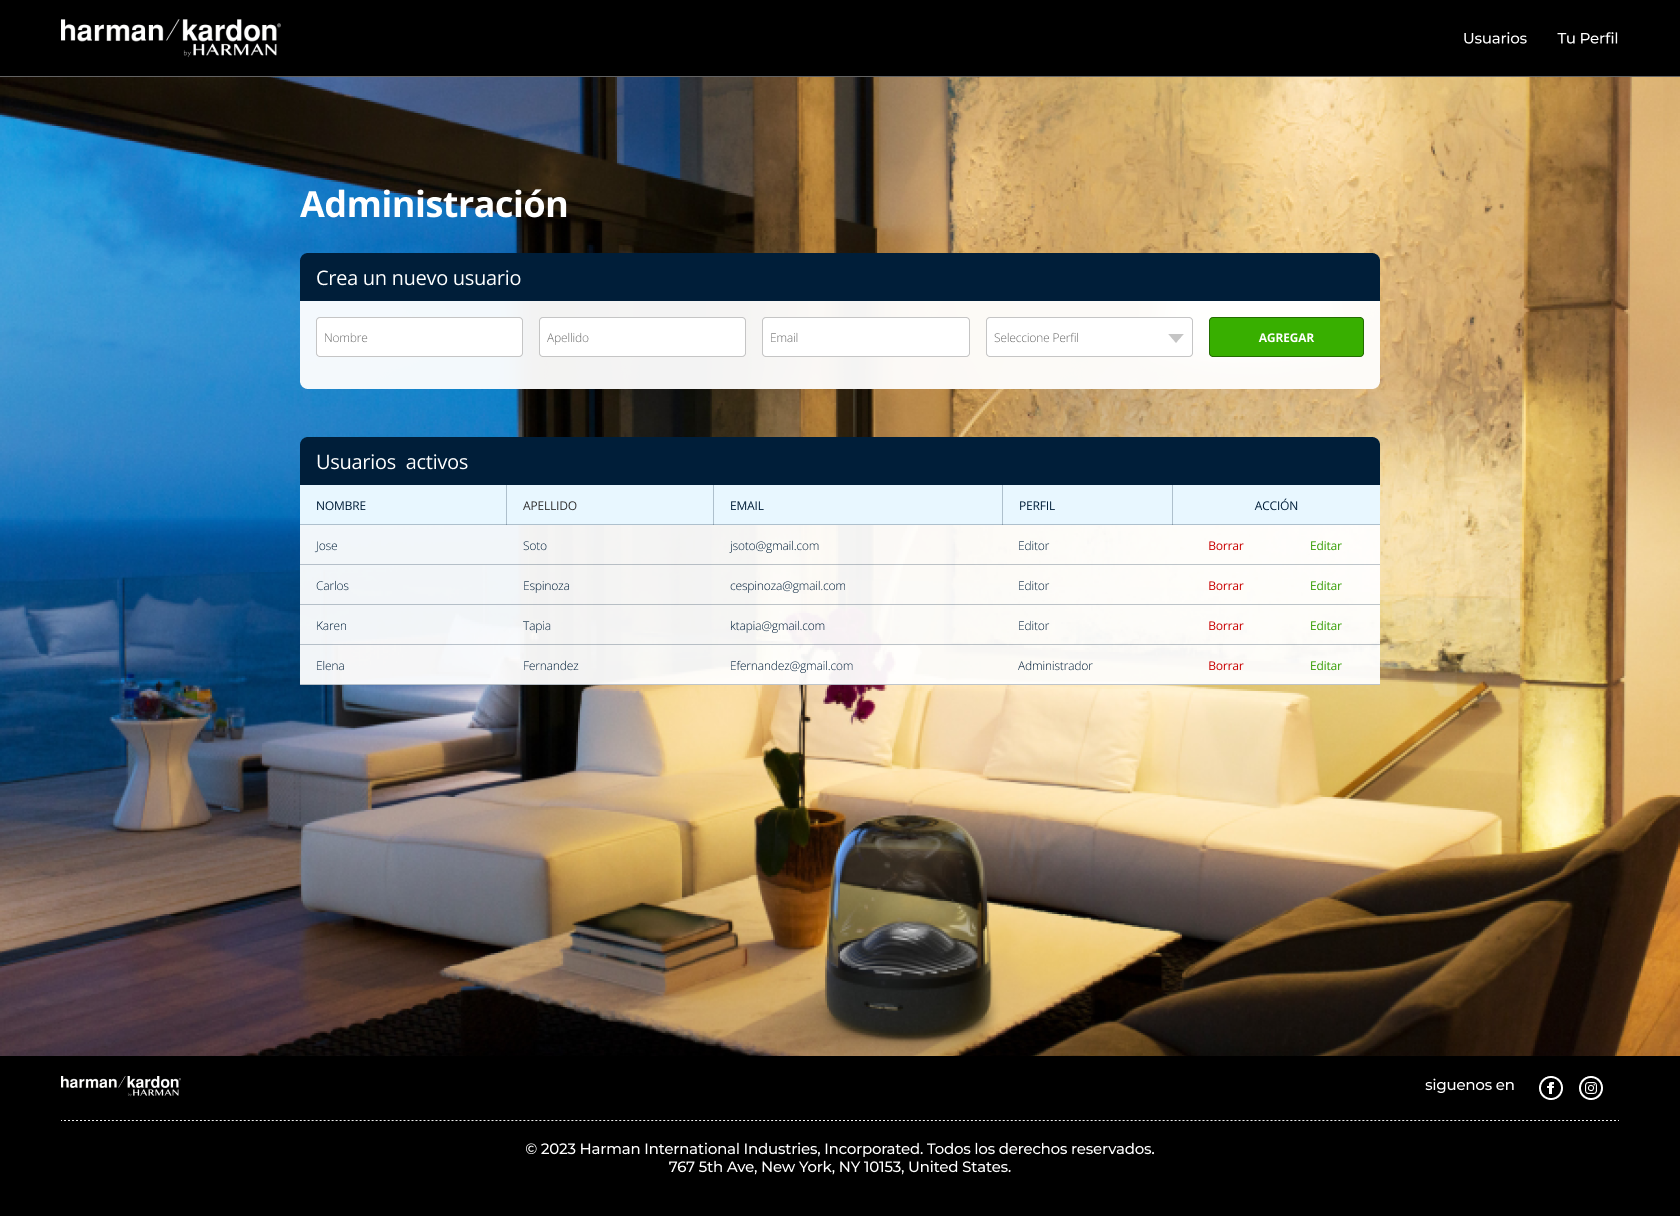 harman/kardon®
by HARMAN
Usuarios Tu Perfil
Administración
Crea un nuevo usuario
Nombre Apellido Email Seleccione Perfil AGREGAR
Usuarios activos
NOMBRE APELLIDO EMAIL PERFIL ACCIÓN
Jose Soto jsoto@gmail.com Editor Borrar Editar
Carlos Espinoza cespinoza@gmail.com Editor Borrar Editar
Karen Tapia ktapia@gmail.com Editor Borrar Editar
Elena Fernandez Efernandez@gmail.com Administrador Borrar Editar
harman/kardon
by HARMAN
siguenos en
© 2023 Harman International Industries, Incorporated. Todos los derechos reservados.
767 5th Ave, New York, NY 10153, United States.